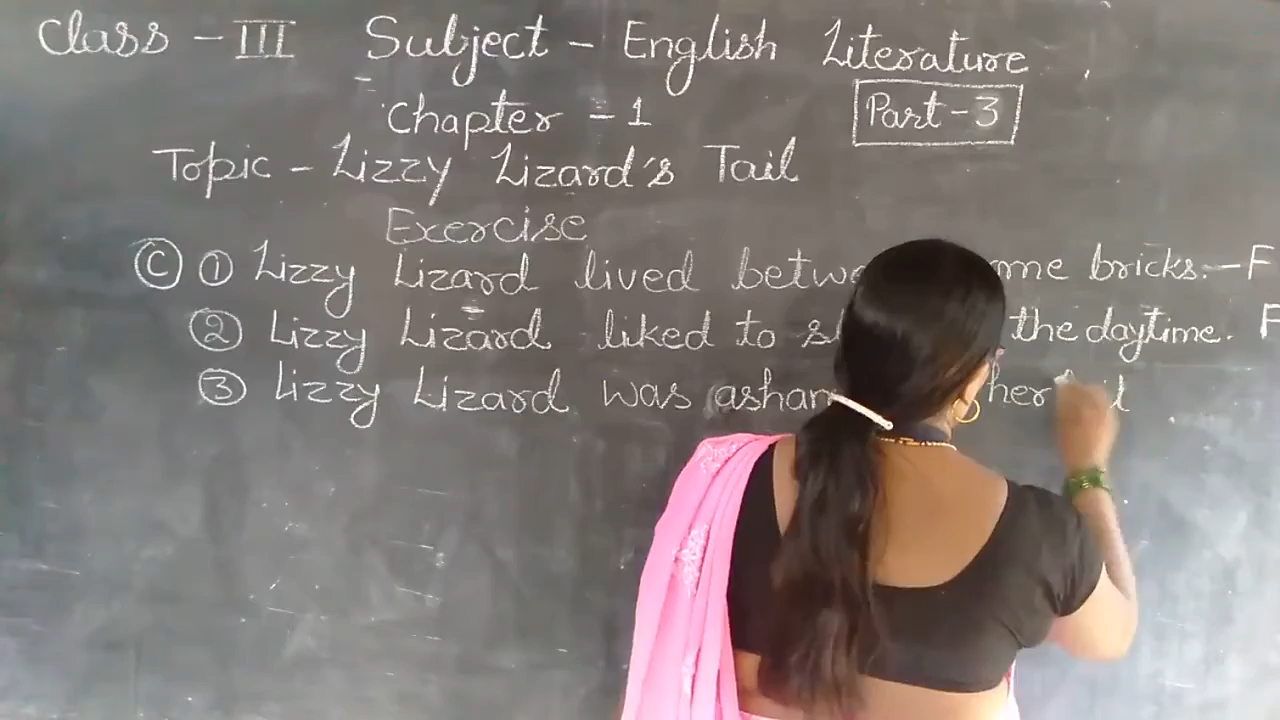 Class - III Subject - English Literature
Chapter - 1 Part-3
Topic - Lizzy Lizard's Tail
Exercise
C 1 Lizzy Lizard lived betwe me bricks. - F
2 Lizzy Lizard liked to the daytime. F
3 Lizzy Lizard was asham her